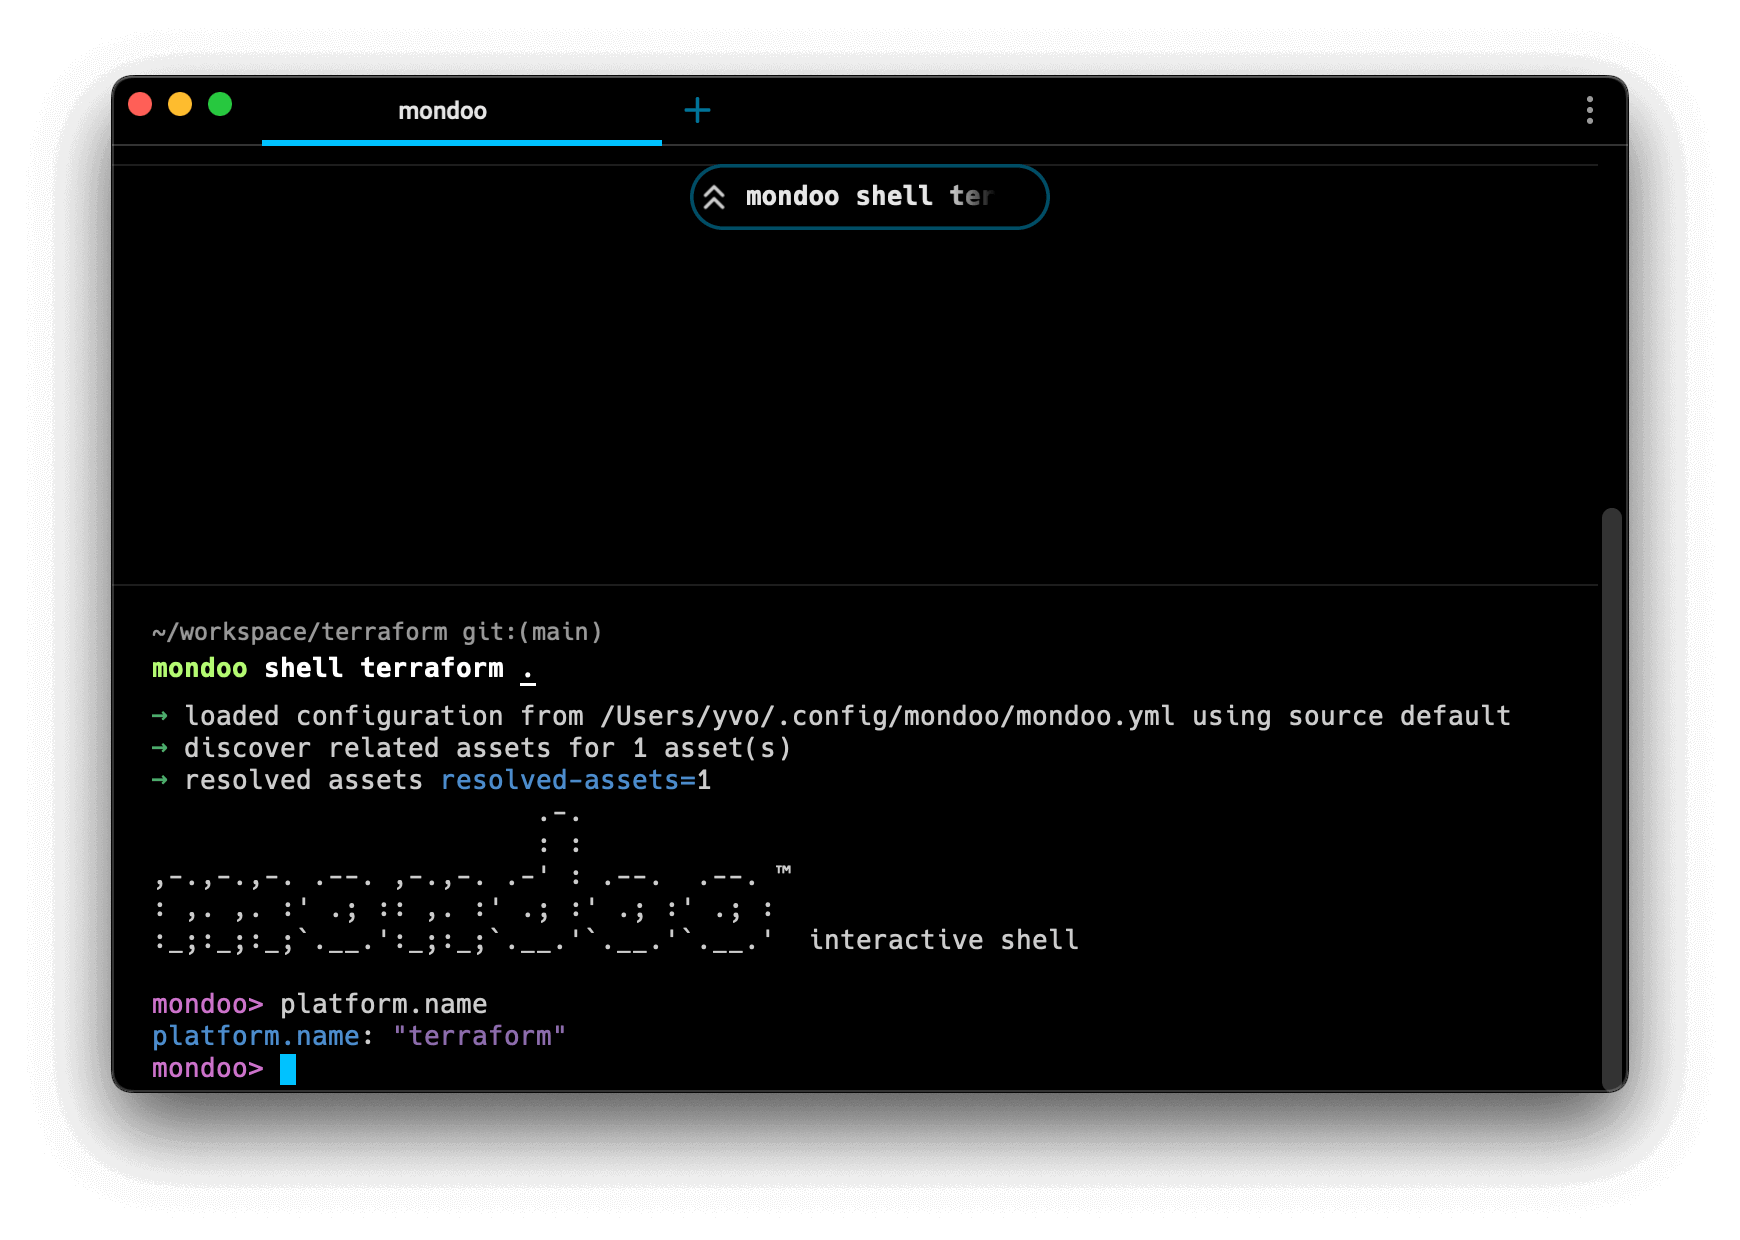 mondoo
mondoo shell ter
~/workspace/terraform git:(main)
mondoo shell terraform .
→ loaded configuration from /Users/yvo/.config/mondoo/mondoo.yml using source default
→ discover related assets for 1 asset(s)
→ resolved assets resolved-assets=1
                        .-.
                        : :
,-.,-.,-. .--. ,-.,-. .-' : .--.  .--. ™
: ,. ,. :' .; :: ,. :' .; :' .; :' .; :
:_;:_;:_;`.__.':_;:_;`.__.'`.__.'`.__.'  interactive shell
mondoo> platform.name
platform.name: "terraform"
mondoo>